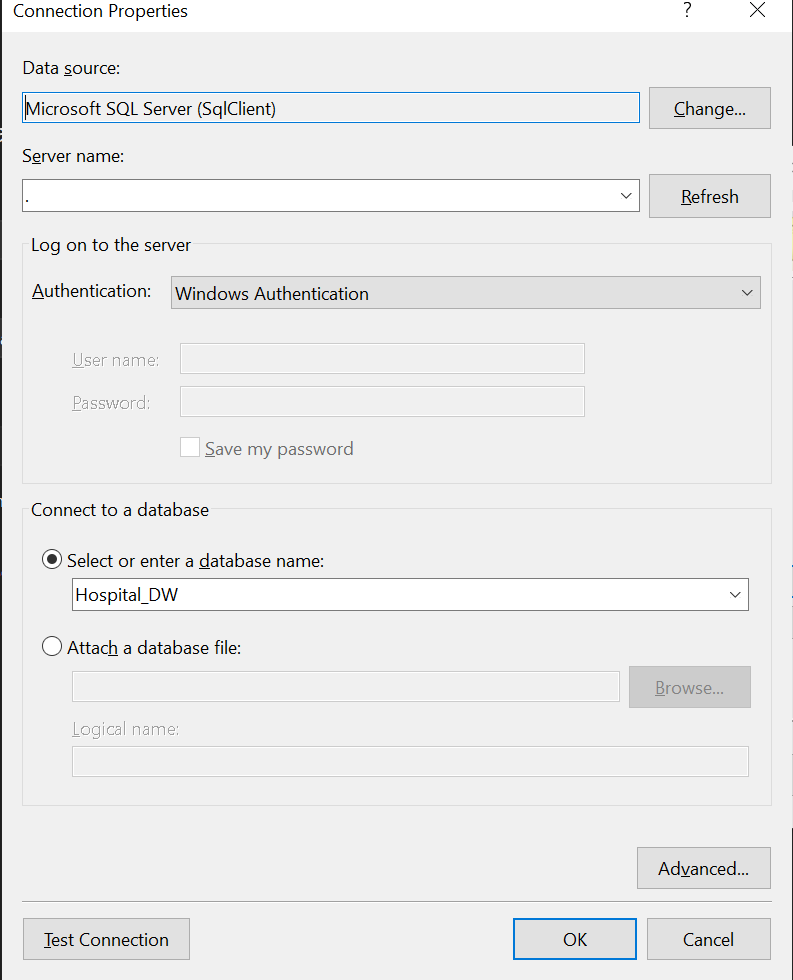 Connection Properties
?
Data source:
Microsoft SQL Server (SqlClient)
Change...
Server name:
.
Refresh
Log on to the server
Authentication:
Windows Authentication
User name:
Password:
Save my password
Connect to a database
Select or enter a database name:
Hospital_DW
Attach a database file:
Browse...
Logical name:
Advanced...
Test Connection
OK
Cancel